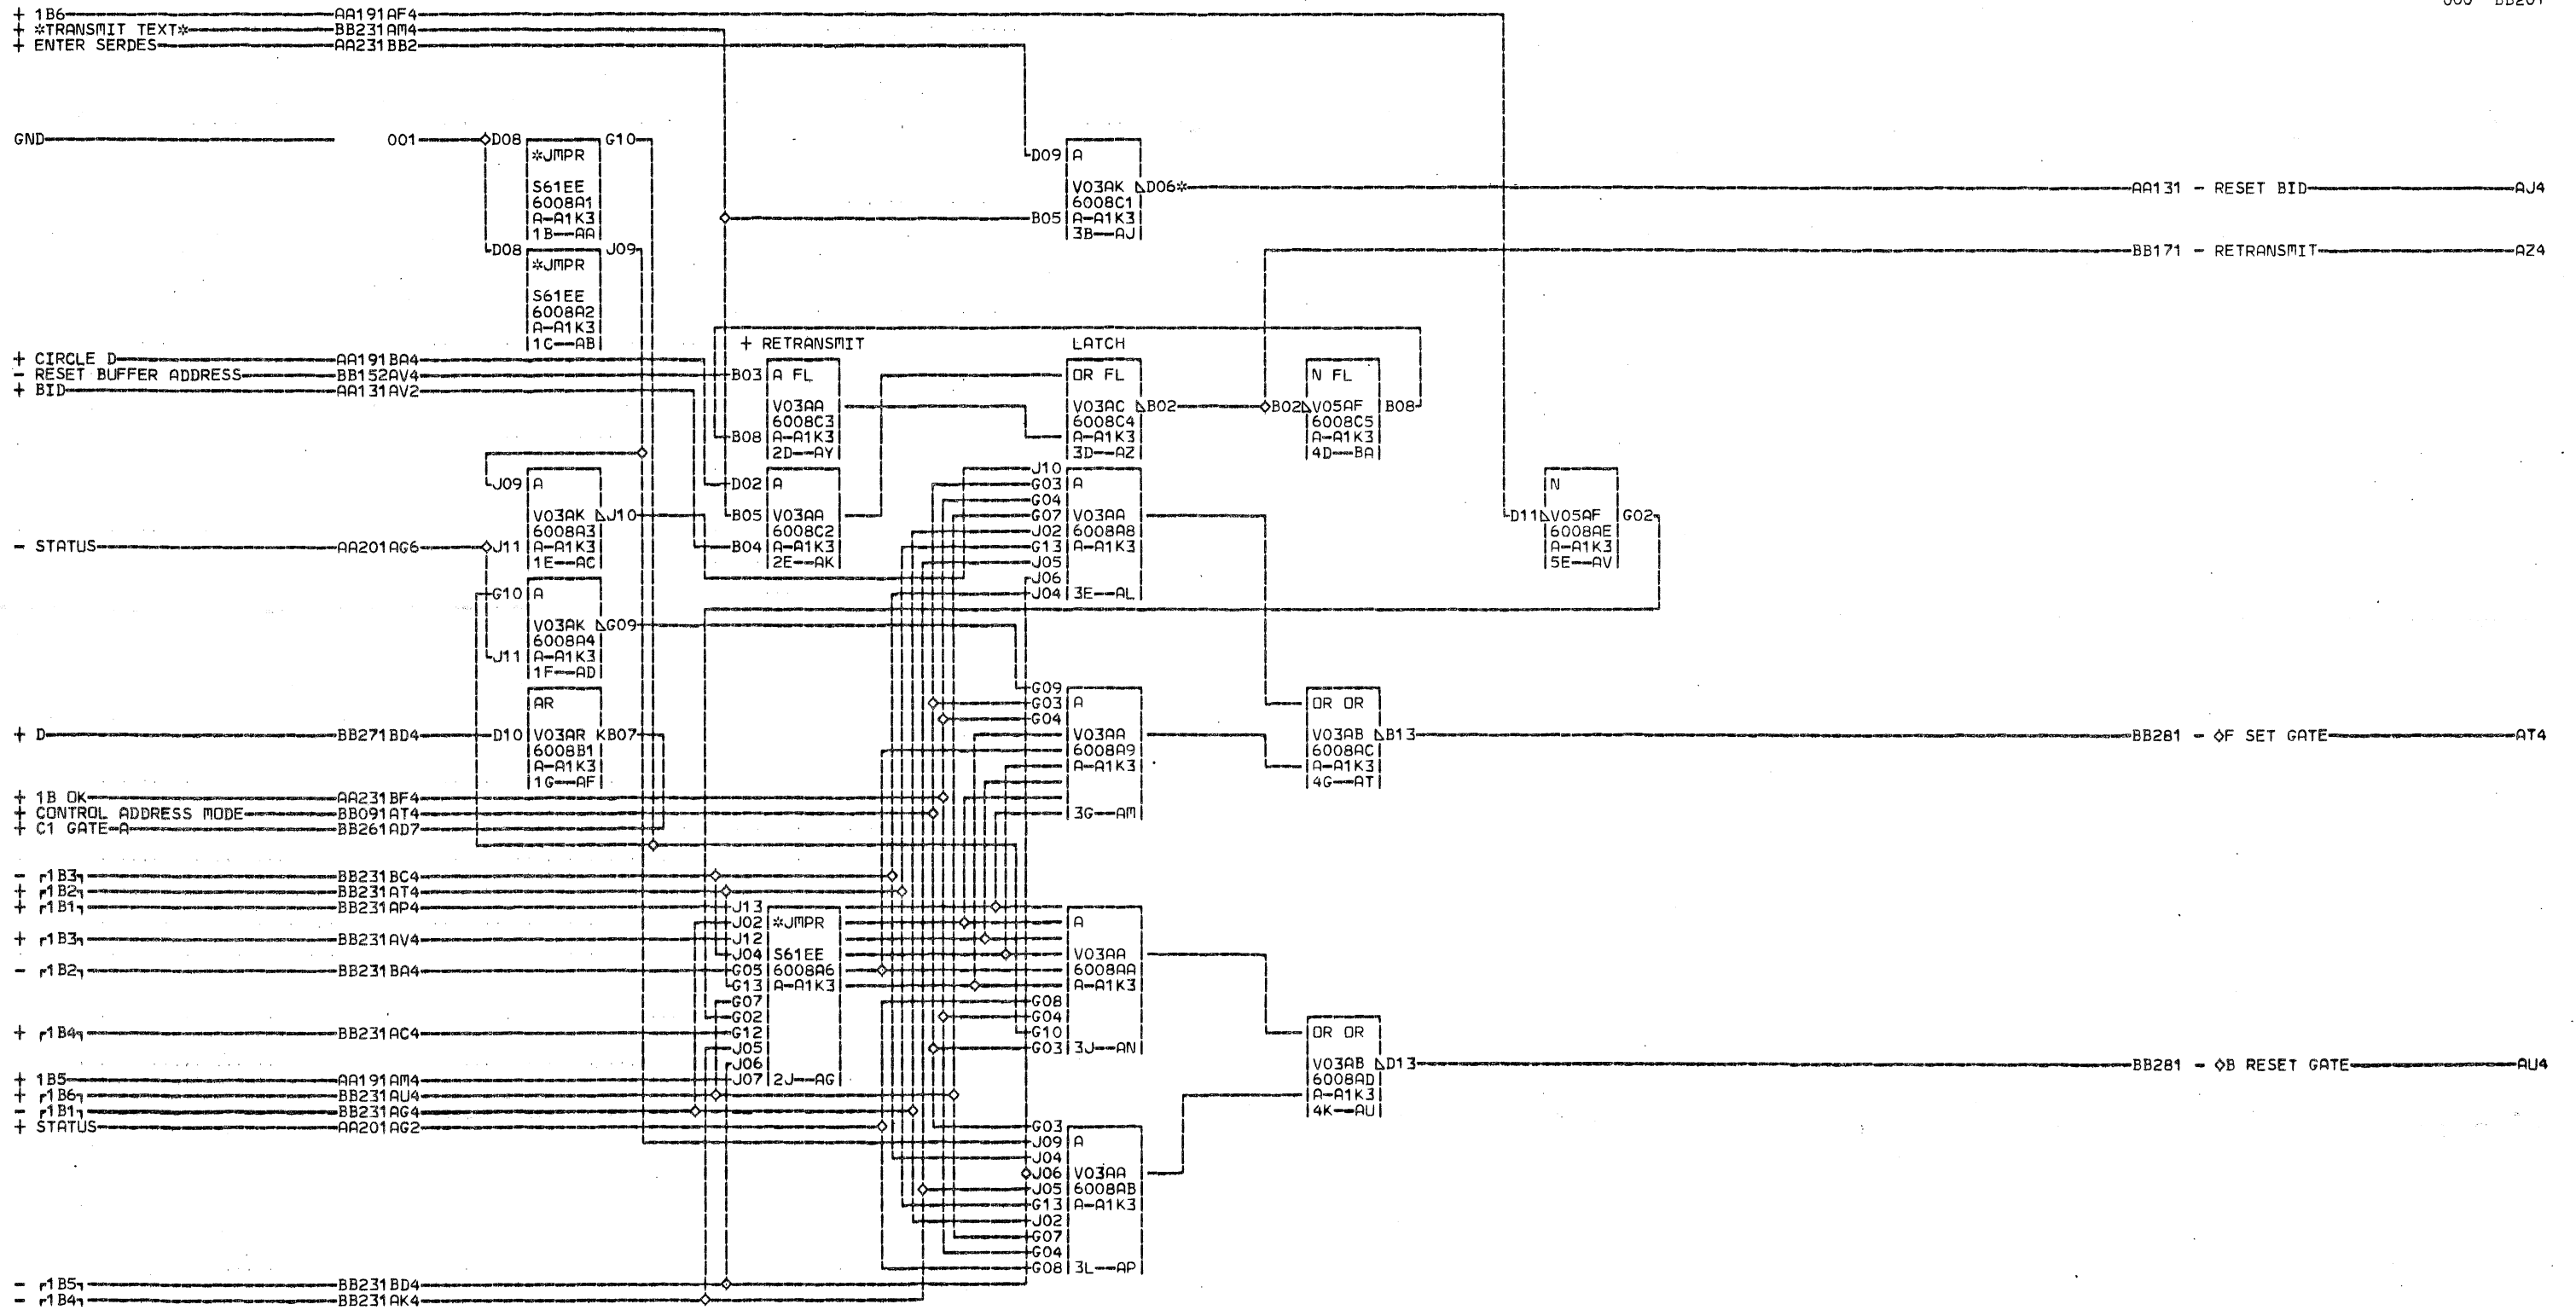 000 BB201
+ 1B6 AA191AF4
+ *TRANSMIT TEXT* BB231AM4
+ ENTER SERDES AA231BB2
GND 001 D08 G10
*JMPR
S61EE
6008A1
A-A1K3
1B--AA
D09 A
V03AK D06*
6008C1
B05 A-A1K3
3B--AJ
AA131 - RESET BID AJ4
D08 J09
*JMPR
S61EE
6008A2
A-A1K3
1C--AB
BB171 - RETRANSMIT AZ4
+ CIRCLE D AA191BA4
- RESET BUFFER ADDRESS BB152AV4
+ BID AA131AV2
+ RETRANSMIT LATCH
B03 A FL
V03AA
6008C3
B08 A-A1K3
2D--AY
OR FL
V03AC B02
6008C4
A-A1K3
3D--AZ
N FL
B02 V05AF B08
6008C5
A-A1K3
4D--BA
J09 A
V03AK J10
6008A3
J11 A-A1K3
1E--AC
D02 A
B05 V03AA
6008C2
B04 A-A1K3
2E--AK
J10
G03 A
G04
G07 V03AA
J02 6008A8
G13 A-A1K3
J05
J06
J04 3E--AL
N
D11 V05AF G02
6008AE
A-A1K3
5E--AV
- STATUS AA201AG6
G10 A
V03AK G09
6008A4
J11 A-A1K3
1F--AD
AR
D10 V03AR KB07
6008B1
A-A1K3
1G--AF
+ D BB271BD4
G09
G03 A
G04
V03AA
6008A9
A-A1K3
3G--AM
OR OR
V03AB B13
6008AC
A-A1K3
4G--AT
BB281 - ◇F SET GATE AT4
+ 1B OK AA231BF4
+ CONTROL ADDRESS MODE BB091AT4
+ C1 GATE-A BB261AD7
- ┌1B3┐ BB231BC4
+ ┌1B2┐ BB231AT4
+ ┌1B1┐ BB231AP4
+ ┌1B3┐ BB231AV4
- ┌1B2┐ BB231BA4
+ ┌1B4┐ BB231AC4
+ 1B5 AA191AM4
+ ┌1B6┐ BB231AU4
- ┌1B1┐ BB231AG4
+ STATUS AA201AG2
J13
J02 *JMPR
J12
J04 S61EE
G05 6008A6
G13 A-A1K3
G07
G02
G12
J05
J06
J07 2J--AG
A
V03AA
6008AA
A-A1K3
G08
G04
G10
G03 3J--AN
OR OR
V03AB D13
6008AD
A-A1K3
4K--AU
BB281 - ◇B RESET GATE AU4
G03
J09 A
J04
J06 V03AA
J05 6008AB
G13 A-A1K3
J02
G07
G04
G08 3L--AP
- ┌1B5┐ BB231BD4
- ┌1B4┐ BB231AK4